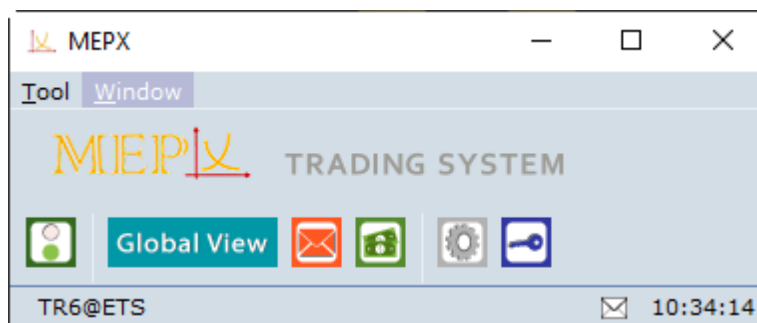 MEPX
Tool Window
MEPX TRADING SYSTEM
Global View
TR6@ETS 10:34:14